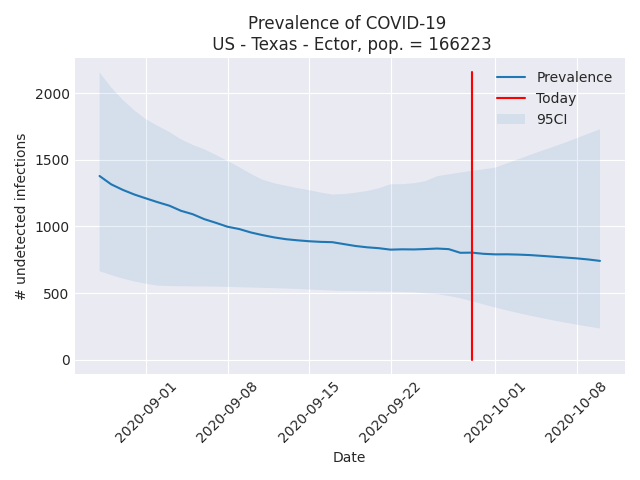 Prevalence of COVID-19
US - Texas - Ector, pop. = 166223
Prevalence
Today
95CI
# undetected infections
2000
1500
1000
500
0
2020-09-01
2020-09-08
2020-09-15
2020-09-22
2020-10-01
2020-10-08
Date